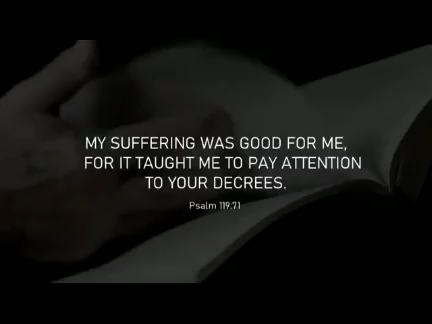 MY SUFFERING WAS GOOD FOR ME,
FOR IT TAUGHT ME TO PAY ATTENTION
TO YOUR DECREES.
Psalm 119:71